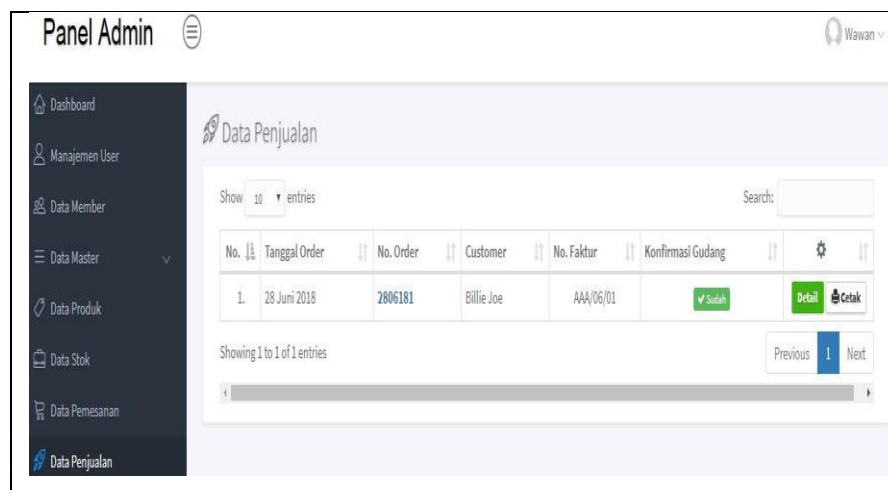 Panel Admin
Wawan
Dashboard
Manajemen User
Data Member
Data Master
Data Produk
Data Stok
Data Pemesanan
Data Penjualan
Data Penjualan
Show 10 entries
Search:
No. Tanggal Order No. Order Customer No. Faktur Konfirmasi Gudang
1. 28 Juni 2018 2806181 Billie Joe AAA/06/01 Sudah Detail Cetak
Showing 1 to 1 of 1 entries
Previous 1 Next